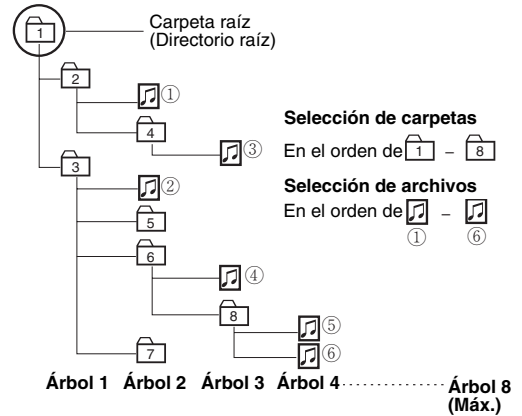 1
Carpeta raíz
(Directorio raíz)
2
①
4
③
3
②
5
6
④
8
⑤
⑥
7
Selección de carpetas
En el orden de 1 – 8
Selección de archivos
En el orden de –
① ⑥
Árbol 1 Árbol 2 Árbol 3 Árbol 4 Árbol 8
(Máx.)